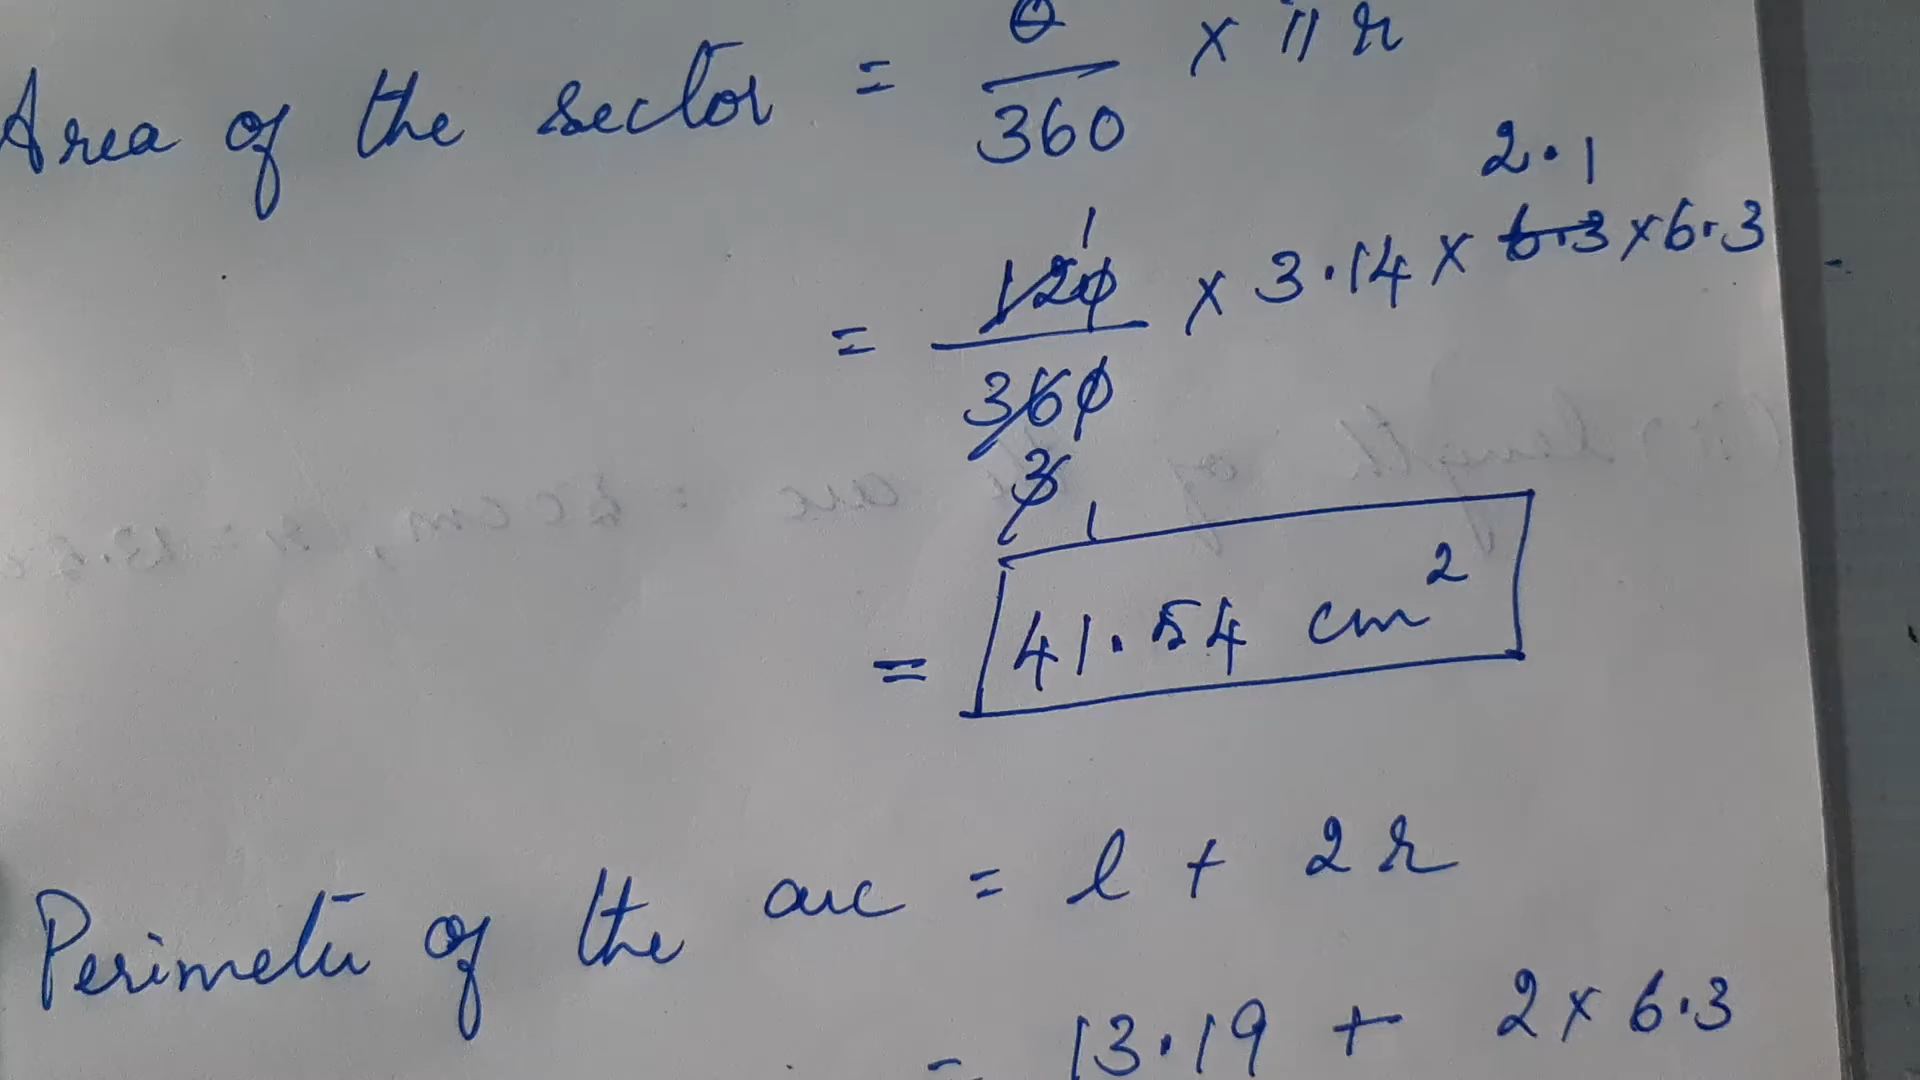 Area of the sector = θ/360 × π r
2.1
= 120/360 × 3.14 × 6.3 × 6.3
1
3
1
= 41.54 cm²
Perimeter of the arc = l + 2r
= 13.19 + 2 × 6.3